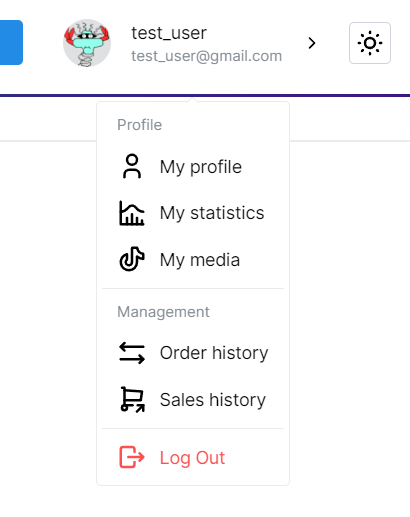 test_user
test_user@gmail.com
Profile
My profile
My statistics
My media
Management
Order history
Sales history
Log Out